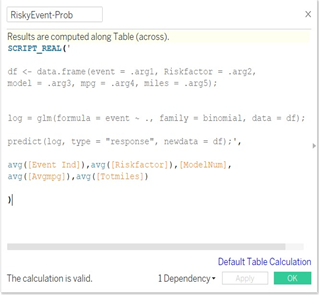 RiskyEvent-Prob
Results are computed along Table (across).
SCRIPT_REAL('
df <- data.frame(event = .arg1, Riskfactor = .arg2,
model = .arg3, mpg = .arg4, miles = .arg5);
log = glm(formula = event ~ ., family = binomial, data = df);
predict(log, type = "response", newdata = df);',
avg([Event Ind]),avg([Riskfactor]),[ModelNum],
avg([Avgmpg]),avg([Totmiles])
)
Default Table Calculation
The calculation is valid. 1 Dependency Apply OK